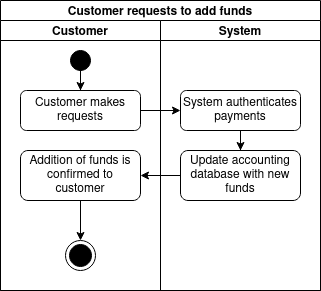 Customer requests to add funds
Customer
System
Customer makes
requests
System authenticates
payments
Update accounting
database with new
funds
Addition of funds is
confirmed to
customer